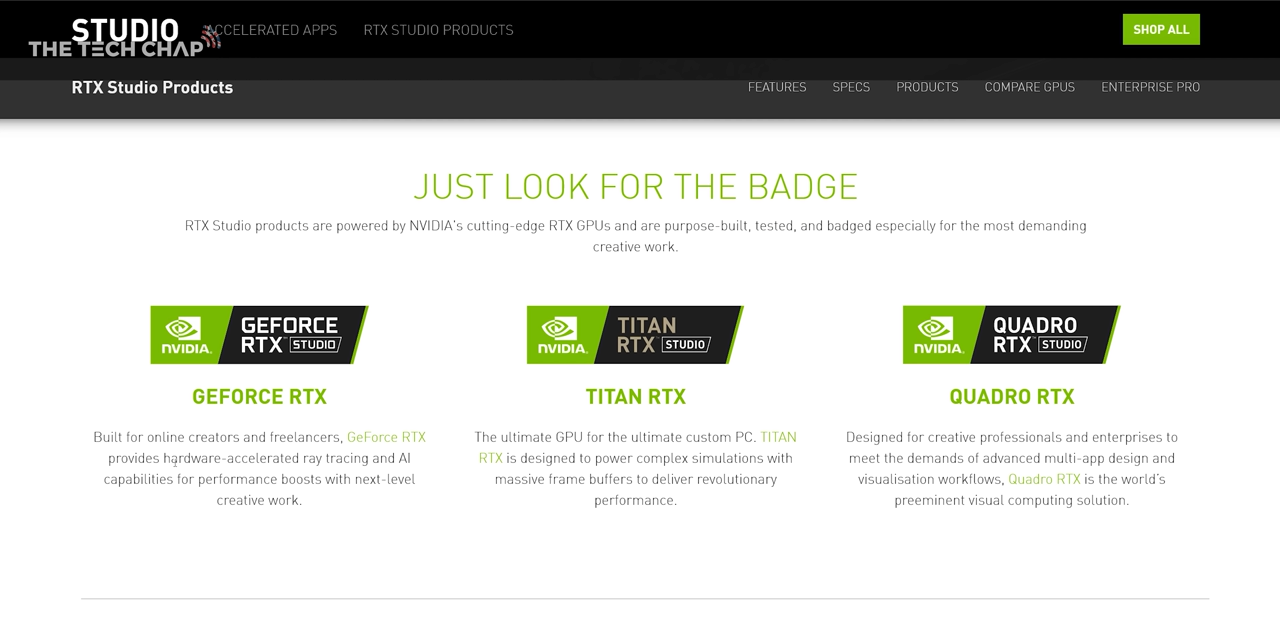 STUDIO
ACCELERATED APPS
RTX STUDIO PRODUCTS
SHOP ALL
THE TECH CHAP
RTX Studio Products
FEATURES
SPECS
PRODUCTS
COMPARE GPUS
ENTERPRISE PRO
JUST LOOK FOR THE BADGE
RTX Studio products are powered by NVIDIA's cutting-edge RTX GPUs and are purpose-built, tested, and badged especially for the most demanding
creative work.
NVIDIA.
GEFORCE
RTX™ STUDIO
GEFORCE RTX
Built for online creators and freelancers, GeForce RTX
provides hardware-accelerated ray tracing and AI
capabilities for performance boosts with next-level
creative work.
NVIDIA.
TITAN
RTX™ STUDIO
TITAN RTX
The ultimate GPU for the ultimate custom PC. TITAN
RTX is designed to power complex simulations with
massive frame buffers to deliver revolutionary
performance.
NVIDIA.
QUADRO
RTX™ STUDIO
QUADRO RTX
Designed for creative professionals and enterprises to
meet the demands of advanced multi-app design and
visualisation workflows, Quadro RTX is the world's
preeminent visual computing solution.